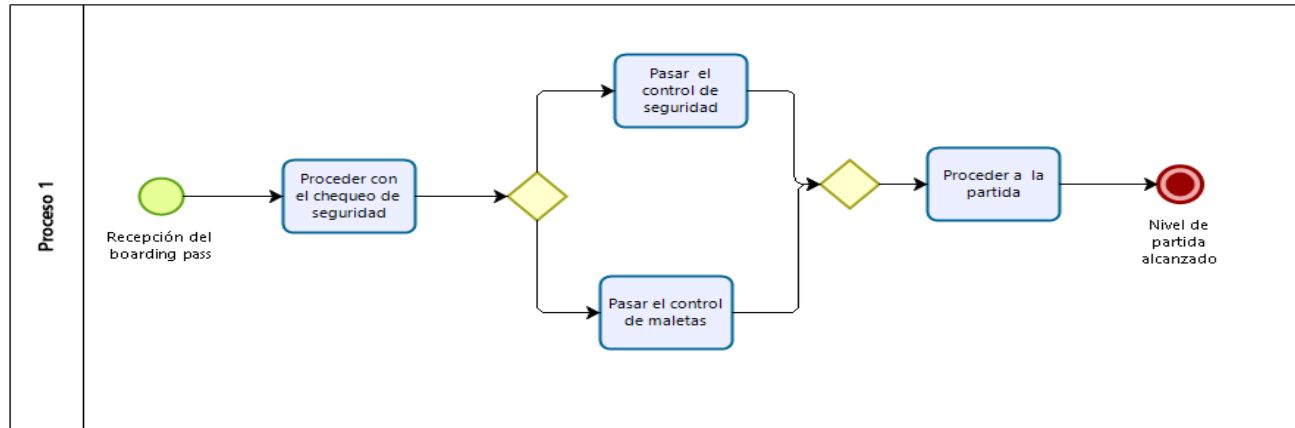 Proceso 1
Recepción del
boarding pass
Proceder con
el chequeo de
seguridad
Pasar el
control de
seguridad
Pasar el control
de maletas
Proceder a la
partida
Nivel de
partida
alcanzado